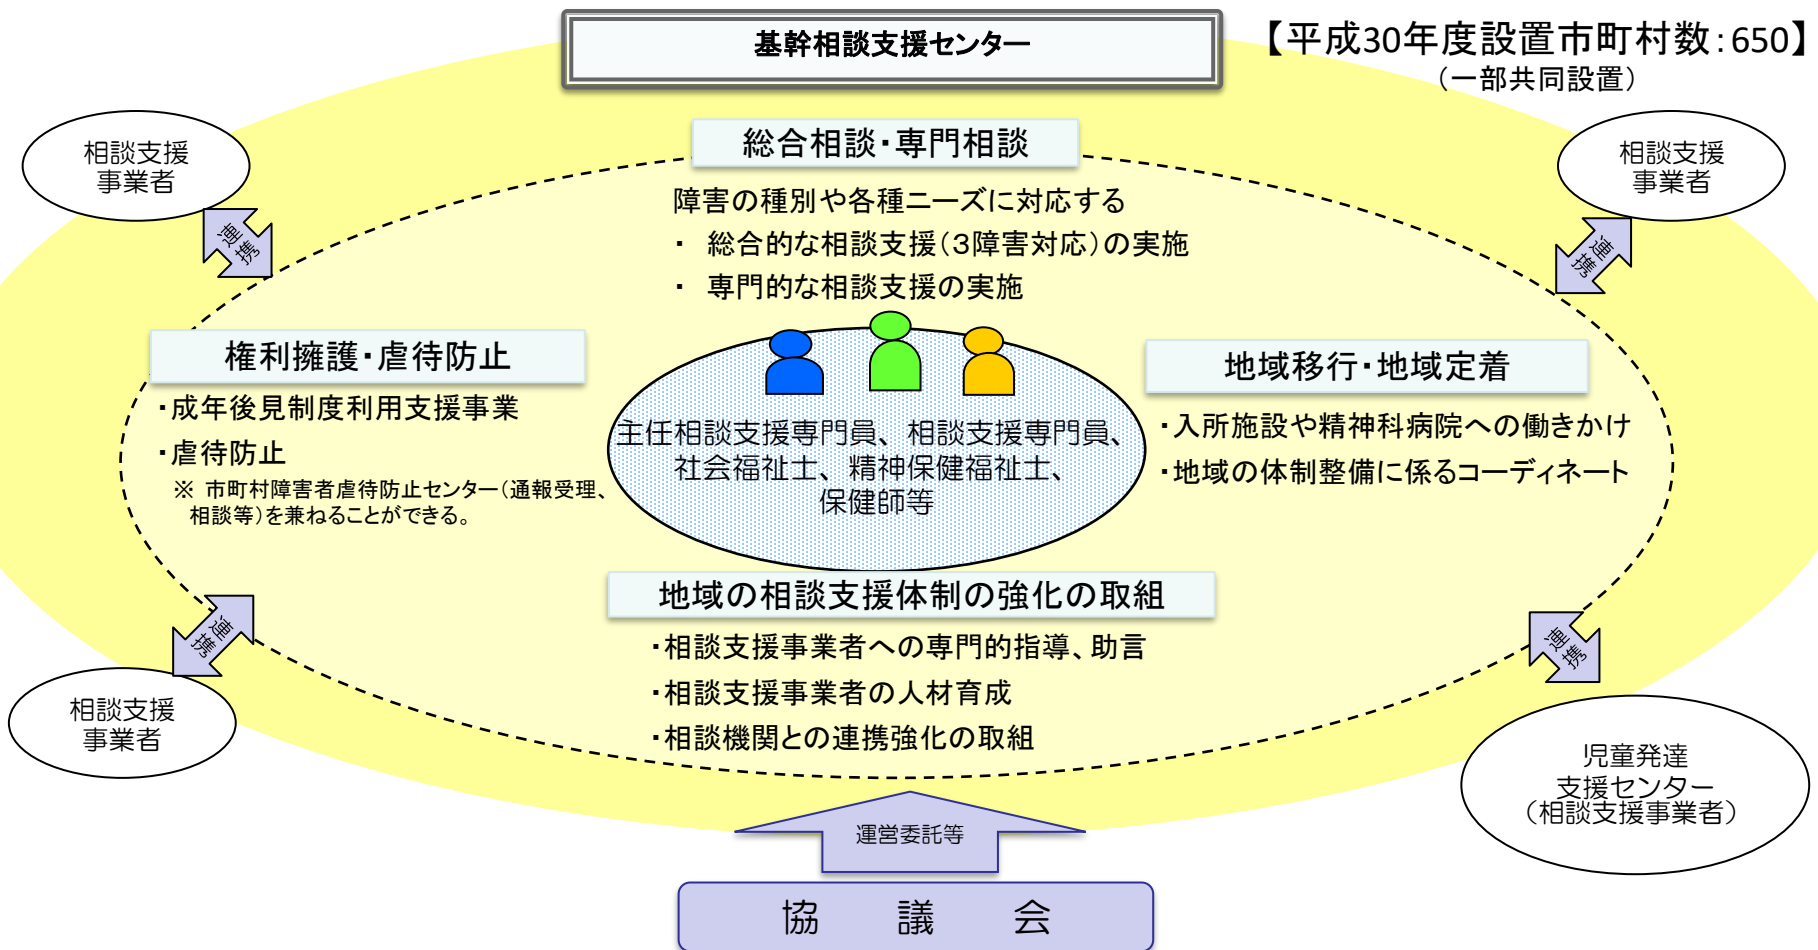 基幹相談支援センター
【平成30年度設置市町村数:650】
（一部共同設置）
相談支援
事業者
連携
相談支援
事業者
連携
総合相談・専門相談
障害の種別や各種ニーズに対応する
・ 総合的な相談支援（３障害対応）の実施
・ 専門的な相談支援の実施
権利擁護・虐待防止
・成年後見制度利用支援事業
・虐待防止
※ 市町村障害者虐待防止センター（通報受理、
相談等）を兼ねることができる。
主任相談支援専門員、相談支援専門員、
社会福祉士、精神保健福祉士、
保健師等
地域移行・地域定着
・入所施設や精神科病院への働きかけ
・地域の体制整備に係るコーディネート
地域の相談支援体制の強化の取組
・相談支援事業者への専門的指導、助言
・相談支援事業者の人材育成
・相談機関との連携強化の取組
連携
相談支援
事業者
連携
児童発達
支援センター
（相談支援事業者）
運営委託等
協 議 会